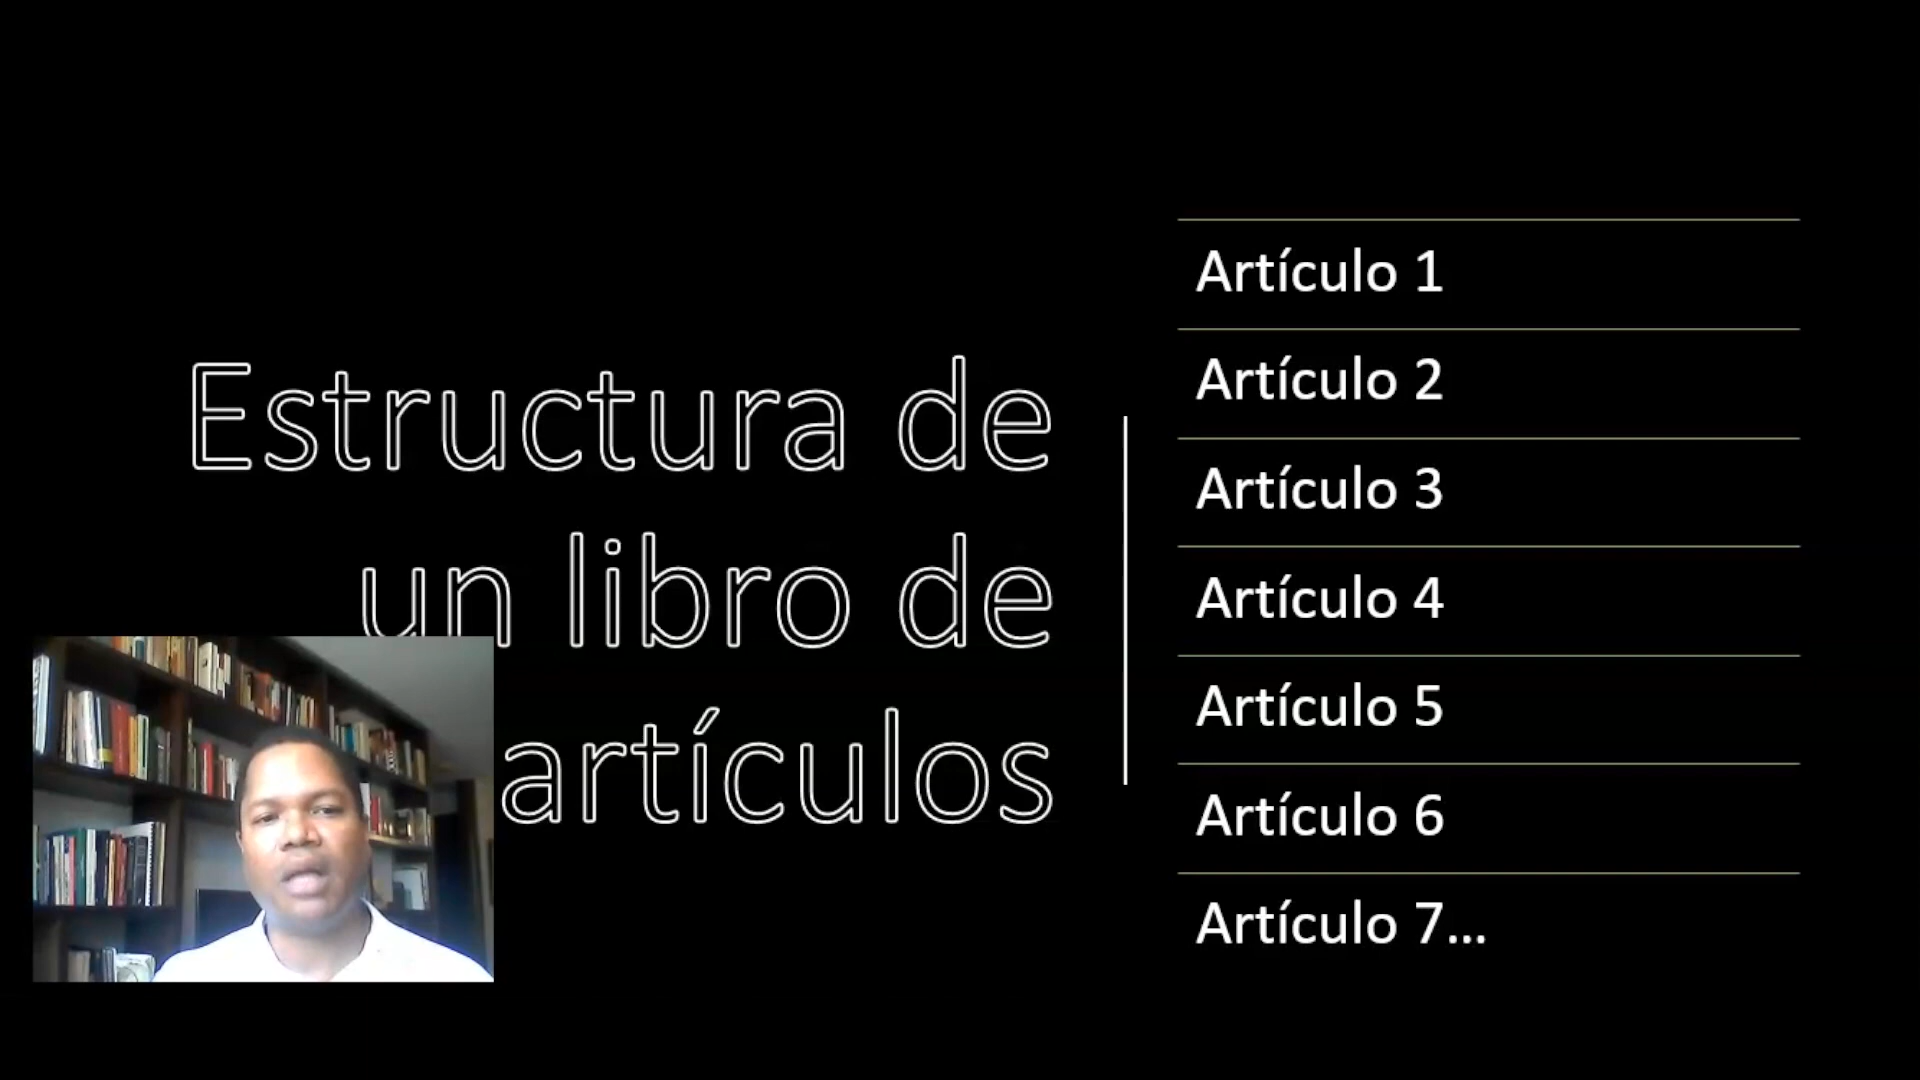 Estructura de
un libro de
artículos
Artículo 1
Artículo 2
Artículo 3
Artículo 4
Artículo 5
Artículo 6
Artículo 7...